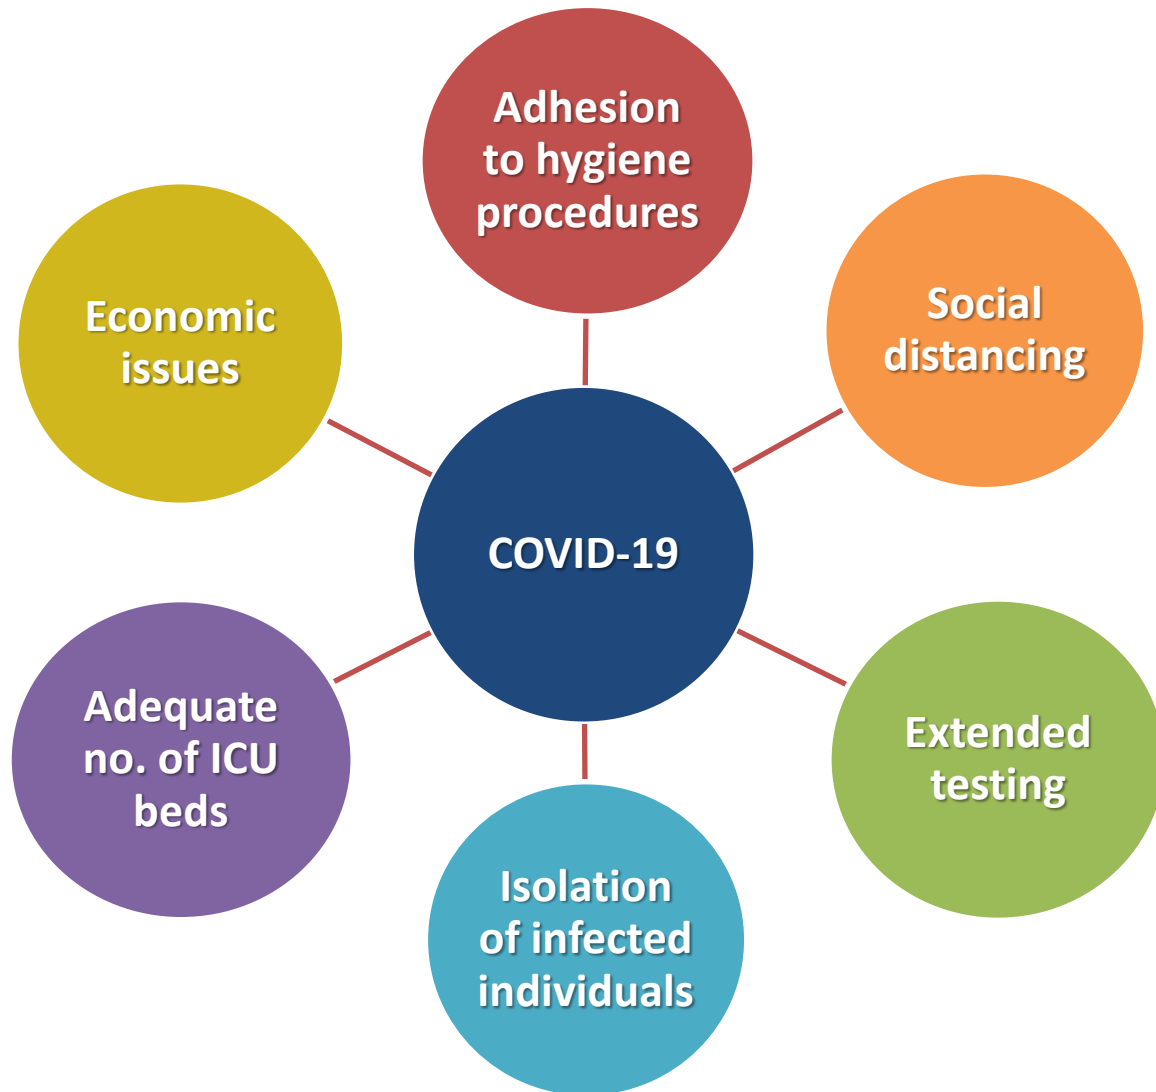 Adhesion
to hygiene
procedures
Social
distancing
Extended
testing
Isolation
of infected
individuals
Adequate
no. of ICU
beds
Economic
issues
COVID-19